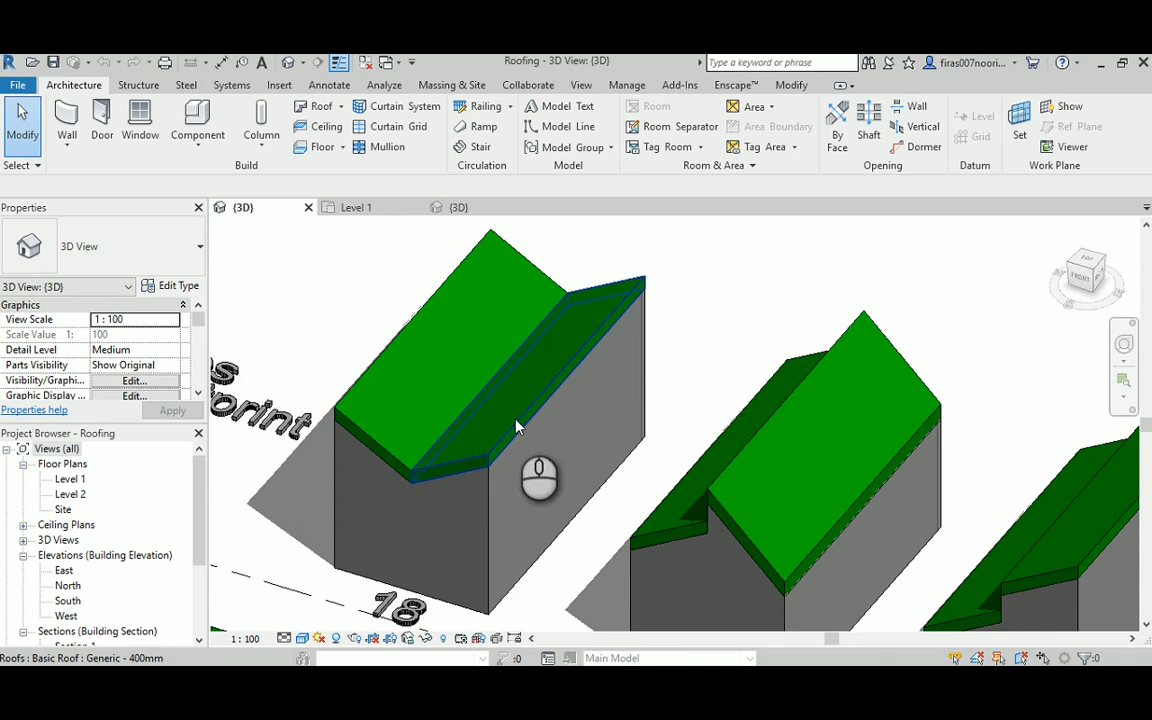 Roofing - 3D View: {3D}
Type a keyword or phrase
firas007noori...
File
Architecture
Structure
Steel
Systems
Insert
Annotate
Analyze
Massing & Site
Collaborate
View
Manage
Add-Ins
Enscape™
Modify
Modify
Wall
Door
Window
Component
Column
Roof
Ceiling
Floor
Curtain System
Curtain Grid
Mullion
Railing
Ramp
Stair
Model Text
Model Line
Model Group
Room
Room Separator
Tag Room
Area
Area Boundary
Tag Area
By
Face
Shaft
Wall
Vertical
Dormer
Level
Grid
Set
Show
Ref Plane
Viewer
Select
Build
Circulation
Model
Room & Area
Opening
Datum
Work Plane
Properties
{3D}
Level 1
{3D}
3D View
3D View: {3D}
Edit Type
Graphics
View Scale
1 : 100
Scale Value 1:
100
Detail Level
Medium
Parts Visibility
Show Original
Visibility/Graphi...
Edit...
Graphic Display ...
Edit...
Properties help
Apply
Project Browser - Roofing
Views (all)
Floor Plans
Level 1
Level 2
Site
Ceiling Plans
3D Views
Elevations (Building Elevation)
East
North
South
West
Sections (Building Section)
TOP
FRONT
18
1 : 100
Roofs : Basic Roof : Generic - 400mm
:0
Main Model
:0